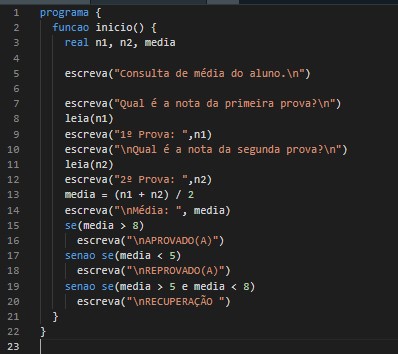 1 programa {
2 funcao inicio() {
3 real n1, n2, media
4
5 escreva("Consulta de média do aluno.\n")
6
7 escreva("Qual é a nota da primeira prova?\n")
8 leia(n1)
9 escreva("1º Prova: ",n1)
10 escreva("\nQual é a nota da segunda prova?\n")
11 leia(n2)
12 escreva("2º Prova: ",n2)
13 media = (n1 + n2) / 2
14 escreva("\nMédia: ", media)
15 se(media > 8)
16 escreva("\nAPROVADO(A)")
17 senao se(media < 5)
18 escreva("\nREPROVADO(A)")
19 senao se(media > 5 e media < 8)
20 escreva("\nRECUPERAÇÃO ")
21 }
22 }
23